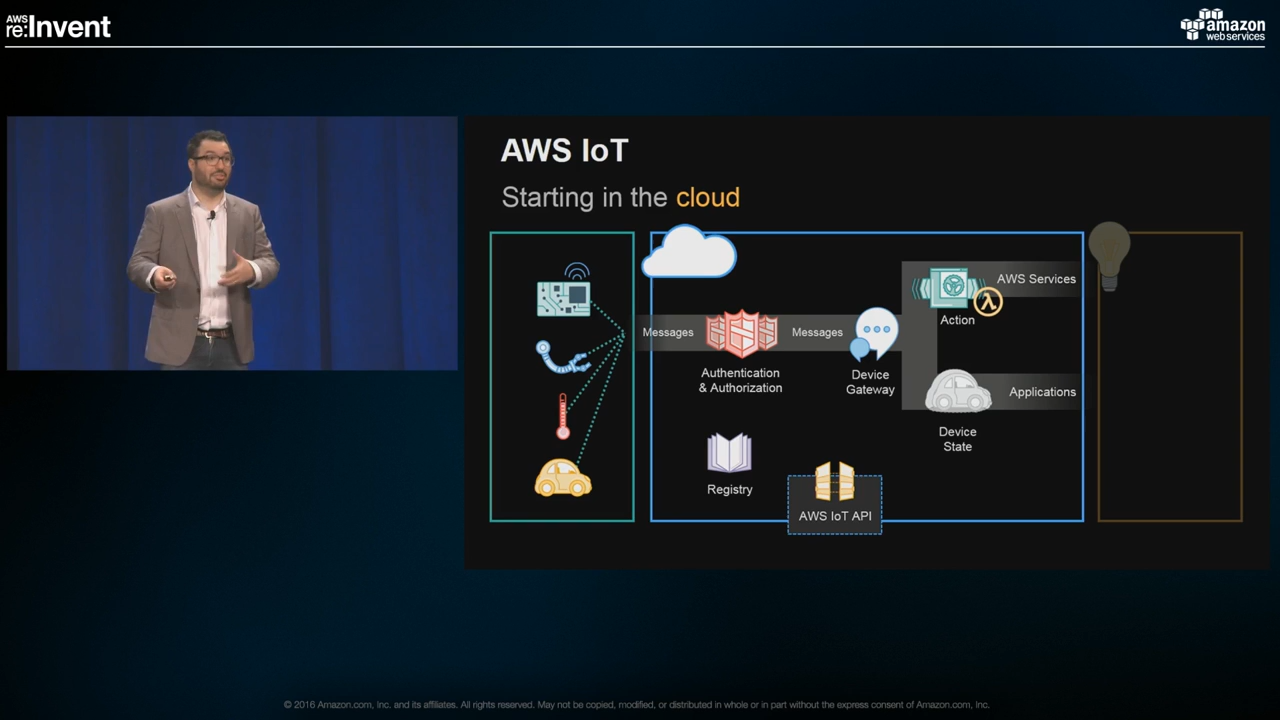 AWS
re:Invent
amazon
webservices
AWS IoT
Starting in the cloud
Messages
Authentication
& Authorization
Messages
Device
Gateway
AWS Services
Action
Applications
Device
State
Registry
AWS IoT API
© 2016 Amazon.com, Inc. and its affiliates. All rights reserved. May not be copied, modified, or distributed in whole or in part without the express consent of Amazon.com, Inc.